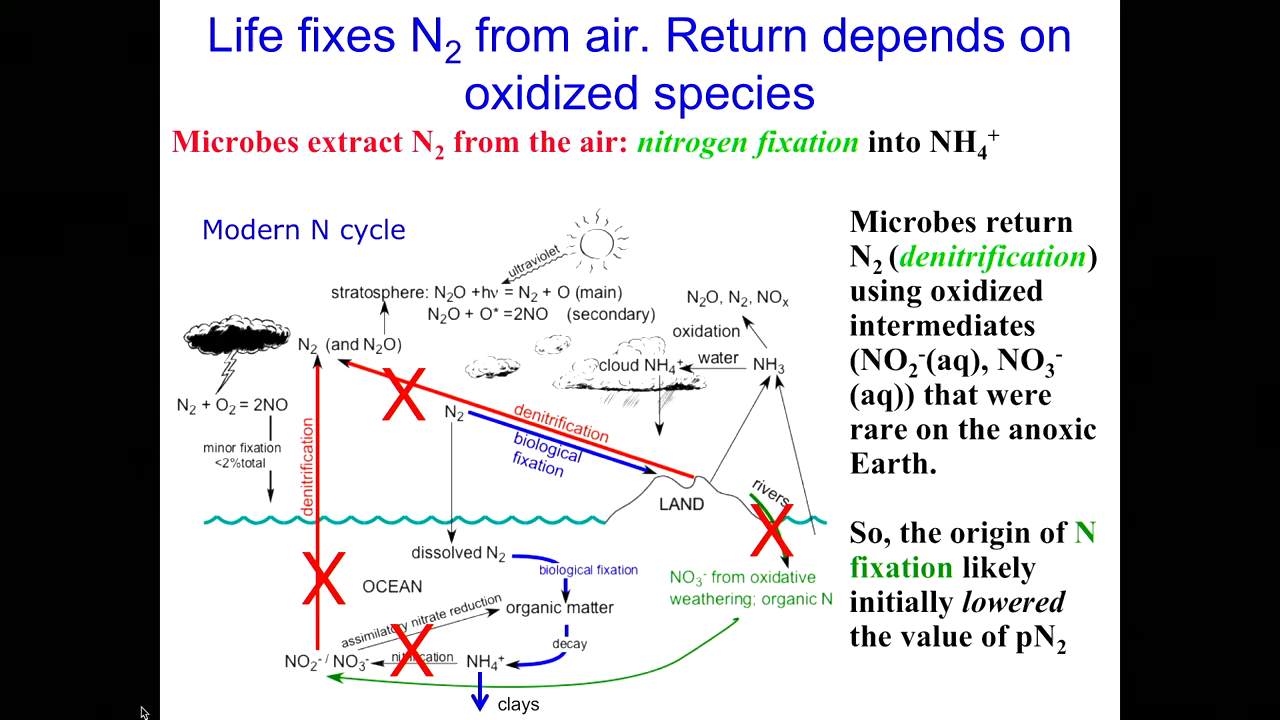 Life fixes N₂ from air. Return depends on
oxidized species
Microbes extract N₂ from the air: nitrogen fixation into NH₄⁺
Modern N cycle
ultraviolet
stratosphere: N₂O +hν = N₂ + O (main)
N₂O + O* =2NO (secondary)
N₂O, N₂, NOₓ
oxidation
N₂ (and N₂O)
cloud NH₄⁺
water
NH₃
N₂ + O₂ = 2NO
minor fixation
<2%total
denitrification
N₂
denitrification
biological
fixation
LAND
rivers
dissolved N₂
biological fixation
OCEAN
organic matter
assimilatory nitrate reduction
decay
NO₂⁻/ NO₃⁻
nitrification
NH₄⁺
clays
NO₃⁻ from oxidative
weathering; organic N
Microbes return
N₂ (denitrification)
using oxidized
intermediates
(NO₂⁻(aq), NO₃⁻
(aq)) that were
rare on the anoxic
Earth.
So, the origin of N
fixation likely
initially lowered
the value of pN₂